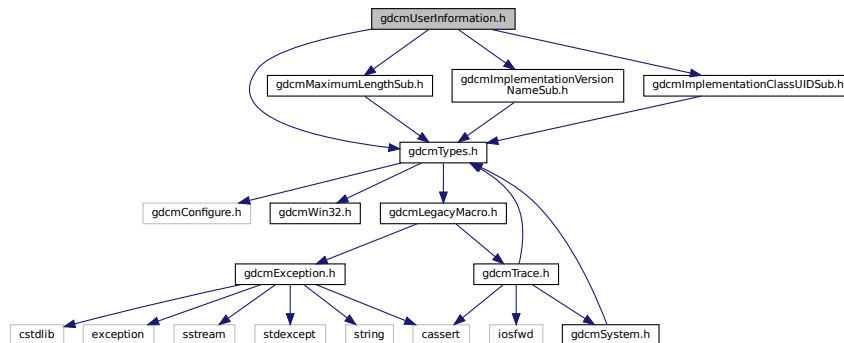 gdcmUserInformation.h
gdcmMaximumLengthSub.h
gdcmImplementationVersion
NameSub.h
gdcmImplementationClassUIDSub.h
gdcmTypes.h
gdcmConfigure.h
gdcmWin32.h
gdcmLegacyMacro.h
gdcmException.h
gdcmTrace.h
cstdlib
exception
sstream
stdexcept
string
cassert
iosfwd
gdcmSystem.h